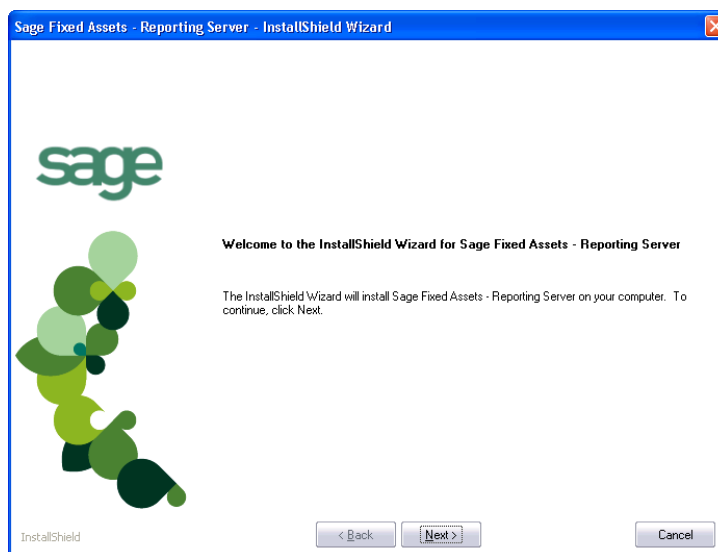 Sage Fixed Assets - Reporting Server - InstallShield Wizard
sage
Welcome to the InstallShield Wizard for Sage Fixed Assets - Reporting Server
The InstallShield Wizard will install Sage Fixed Assets - Reporting Server on your computer. To
continue, click Next.
InstallShield
< Back
Next >
Cancel